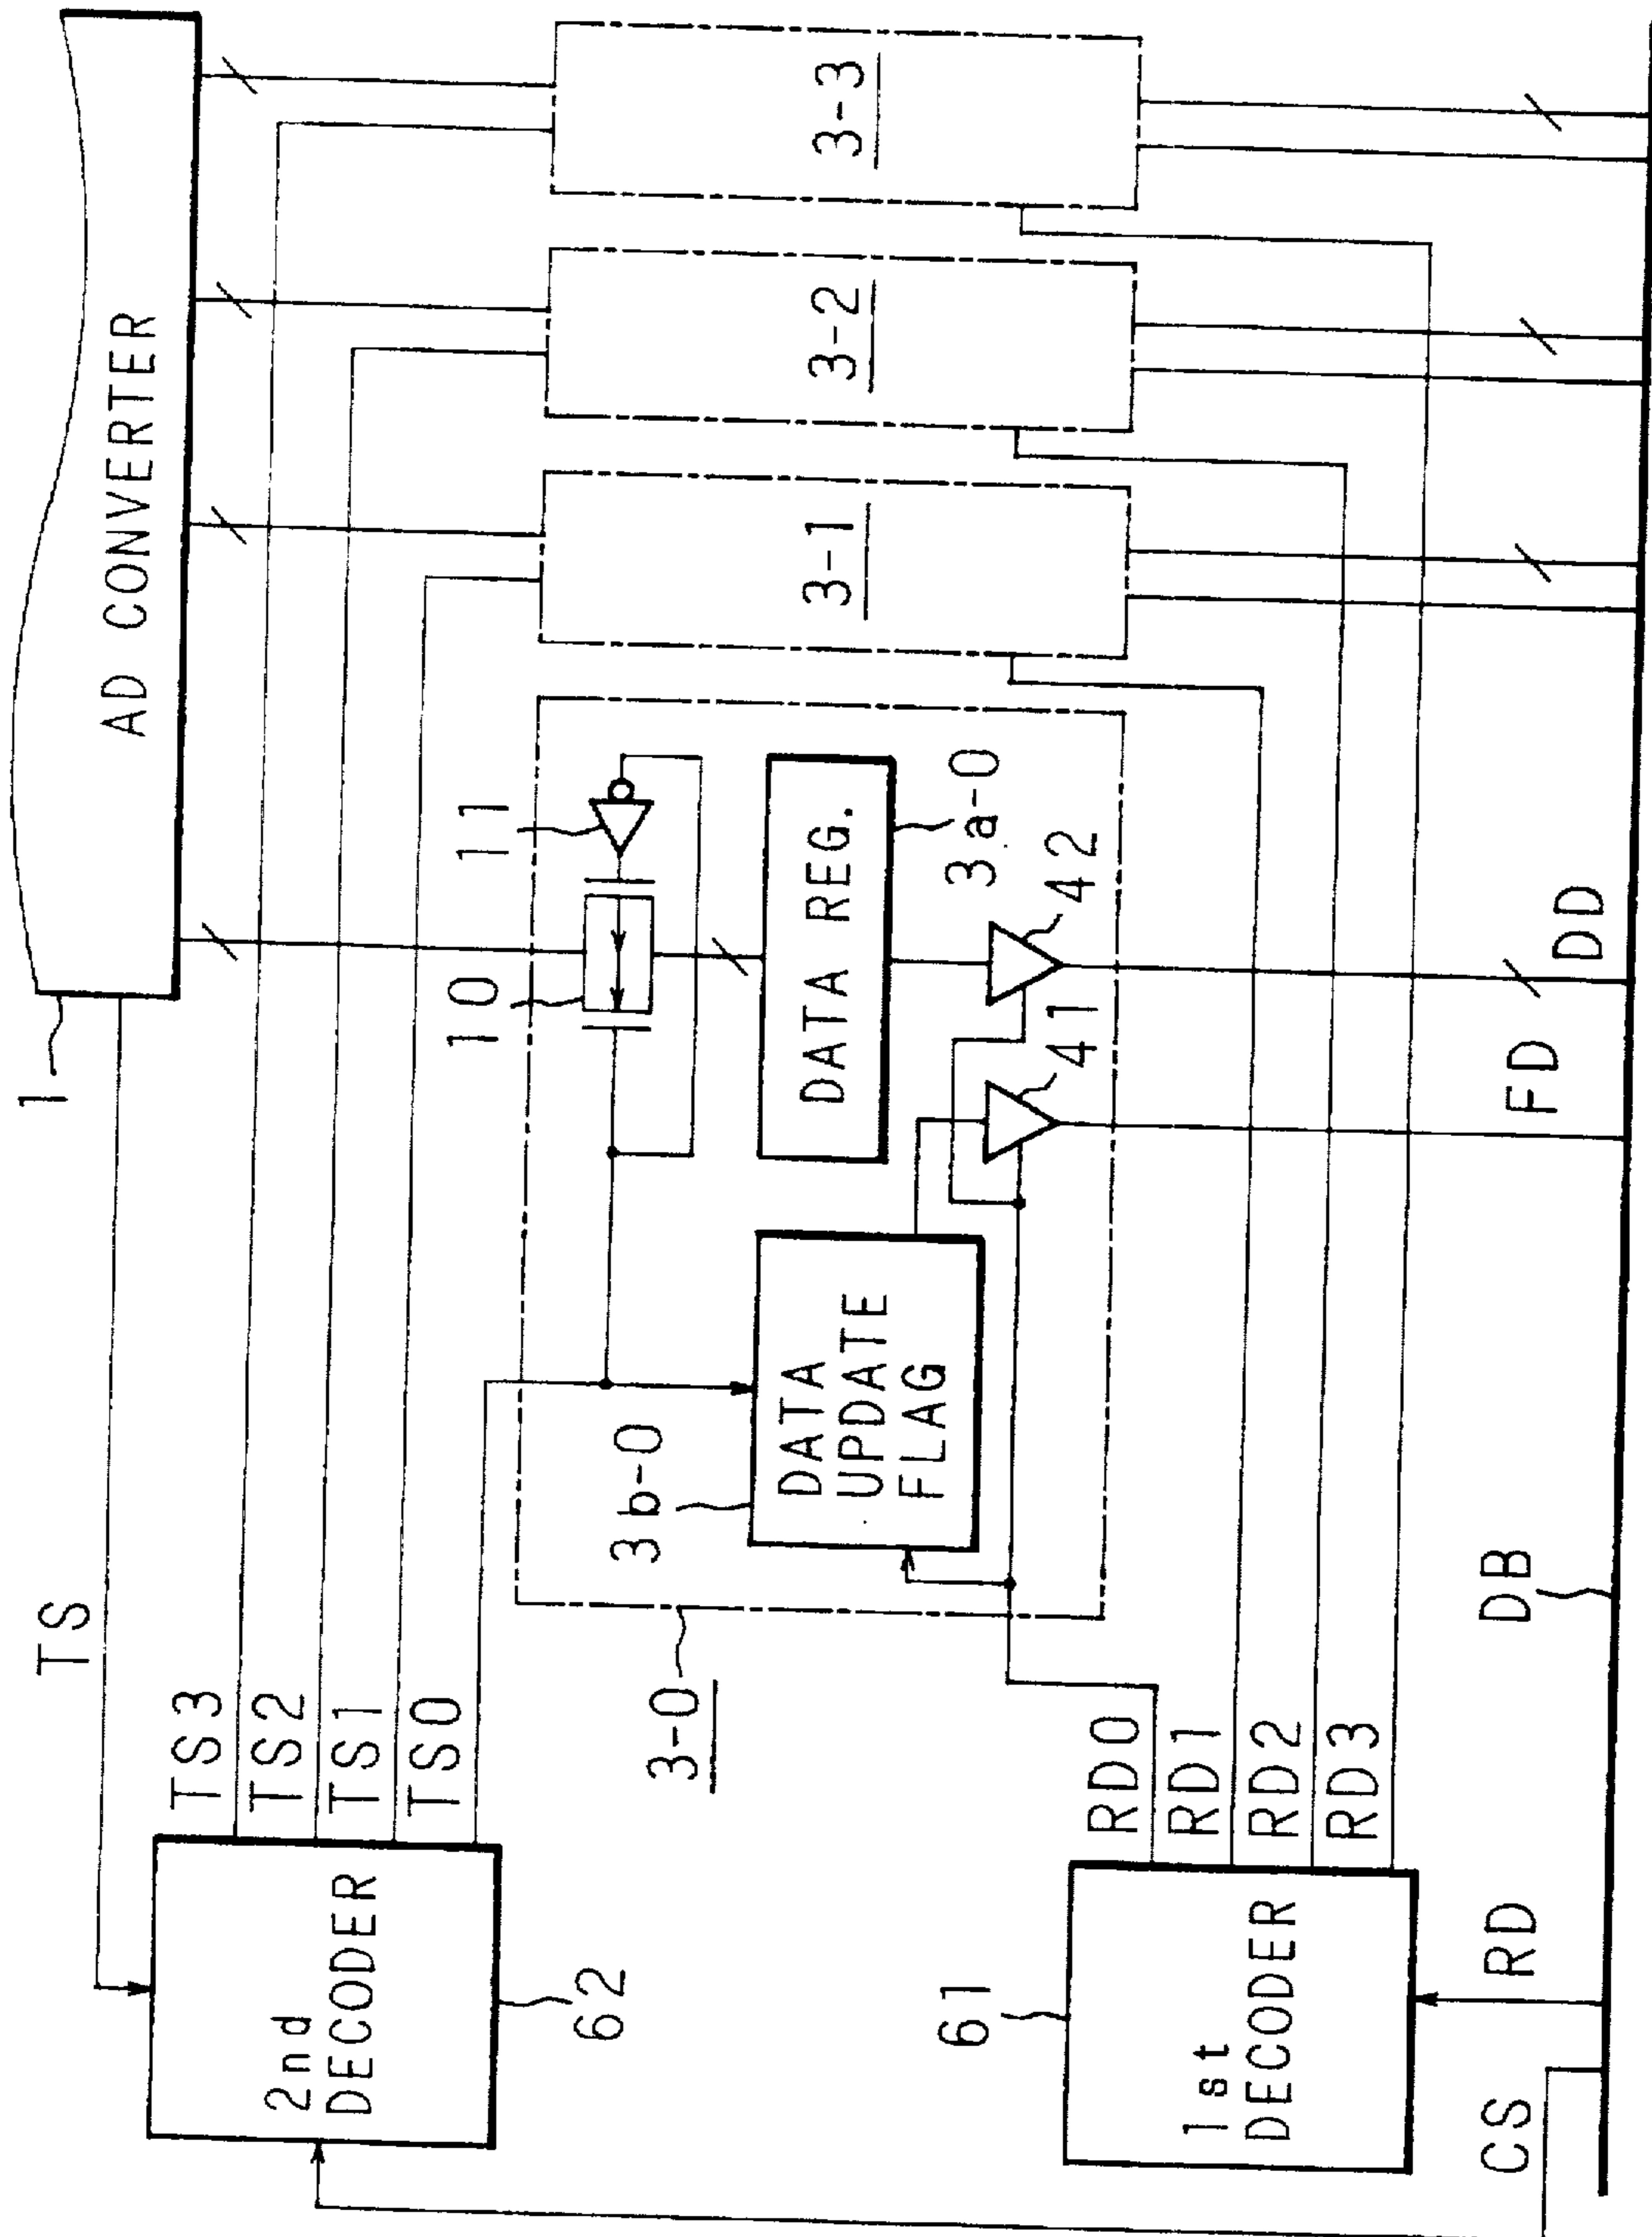 1
AD CONVERTER
TS
TS3
TS2
TS1
TS0
2nd
DECODER
62
10
11
3b-0
DATA
UPDATE
FLAG
DATA REG.
3a-0
41
42
3-0
3-1
3-2
3-3
RD0
RD1
RD2
RD3
61
1st
DECODER
CS
RD
DB
FD
DD